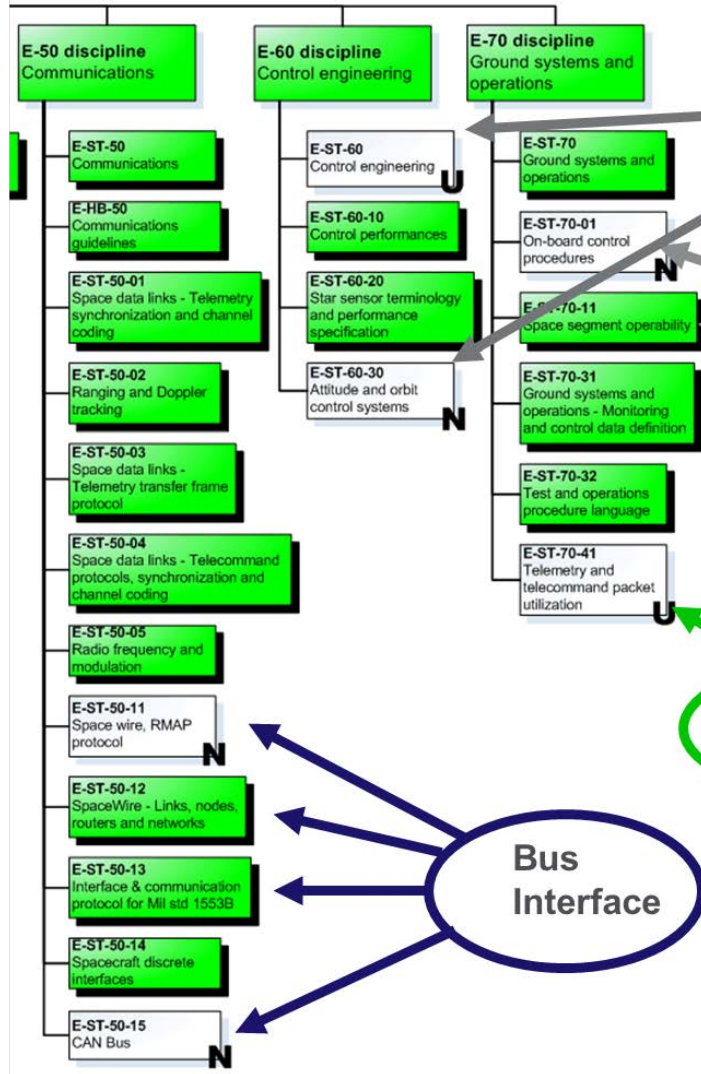 E-50 discipline
Communications
E-ST-50
Communications
E-HB-50
Communications
guidelines
E-ST-50-01
Space data links - Telemetry
synchronization and channel
coding
E-ST-50-02
Ranging and Doppler
tracking
E-ST-50-03
Space data links -
Telemetry transfer frame
protocol
E-ST-50-04
Space data links - Telecommand
protocols, synchronization and
channel coding
E-ST-50-05
Radio frequency and
modulation
E-ST-50-11
Space wire, RMAP
protocol
N
E-ST-50-12
SpaceWire - Links, nodes,
routers and networks
E-ST-50-13
Interface & communication
protocol for Mil std 1553B
E-ST-50-14
Spacecraft discrete
interfaces
E-ST-50-15
CAN Bus
N
E-60 discipline
Control engineering
E-ST-60
Control engineering
U
E-ST-60-10
Control performances
E-ST-60-20
Star sensor terminology
and performance
specification
E-ST-60-30
Attitude and orbit
control systems
N
E-70 discipline
Ground systems and
operations
E-ST-70
Ground systems and
operations
E-ST-70-01
On-board control
procedures
N
E-ST-70-11
Space segment operability
E-ST-70-31
Ground systems and
operations - Monitoring
and control data definition
E-ST-70-32
Test and operations
procedure language
E-ST-70-41
Telemetry and
telecommand packet
utilization
U
Bus
Interface